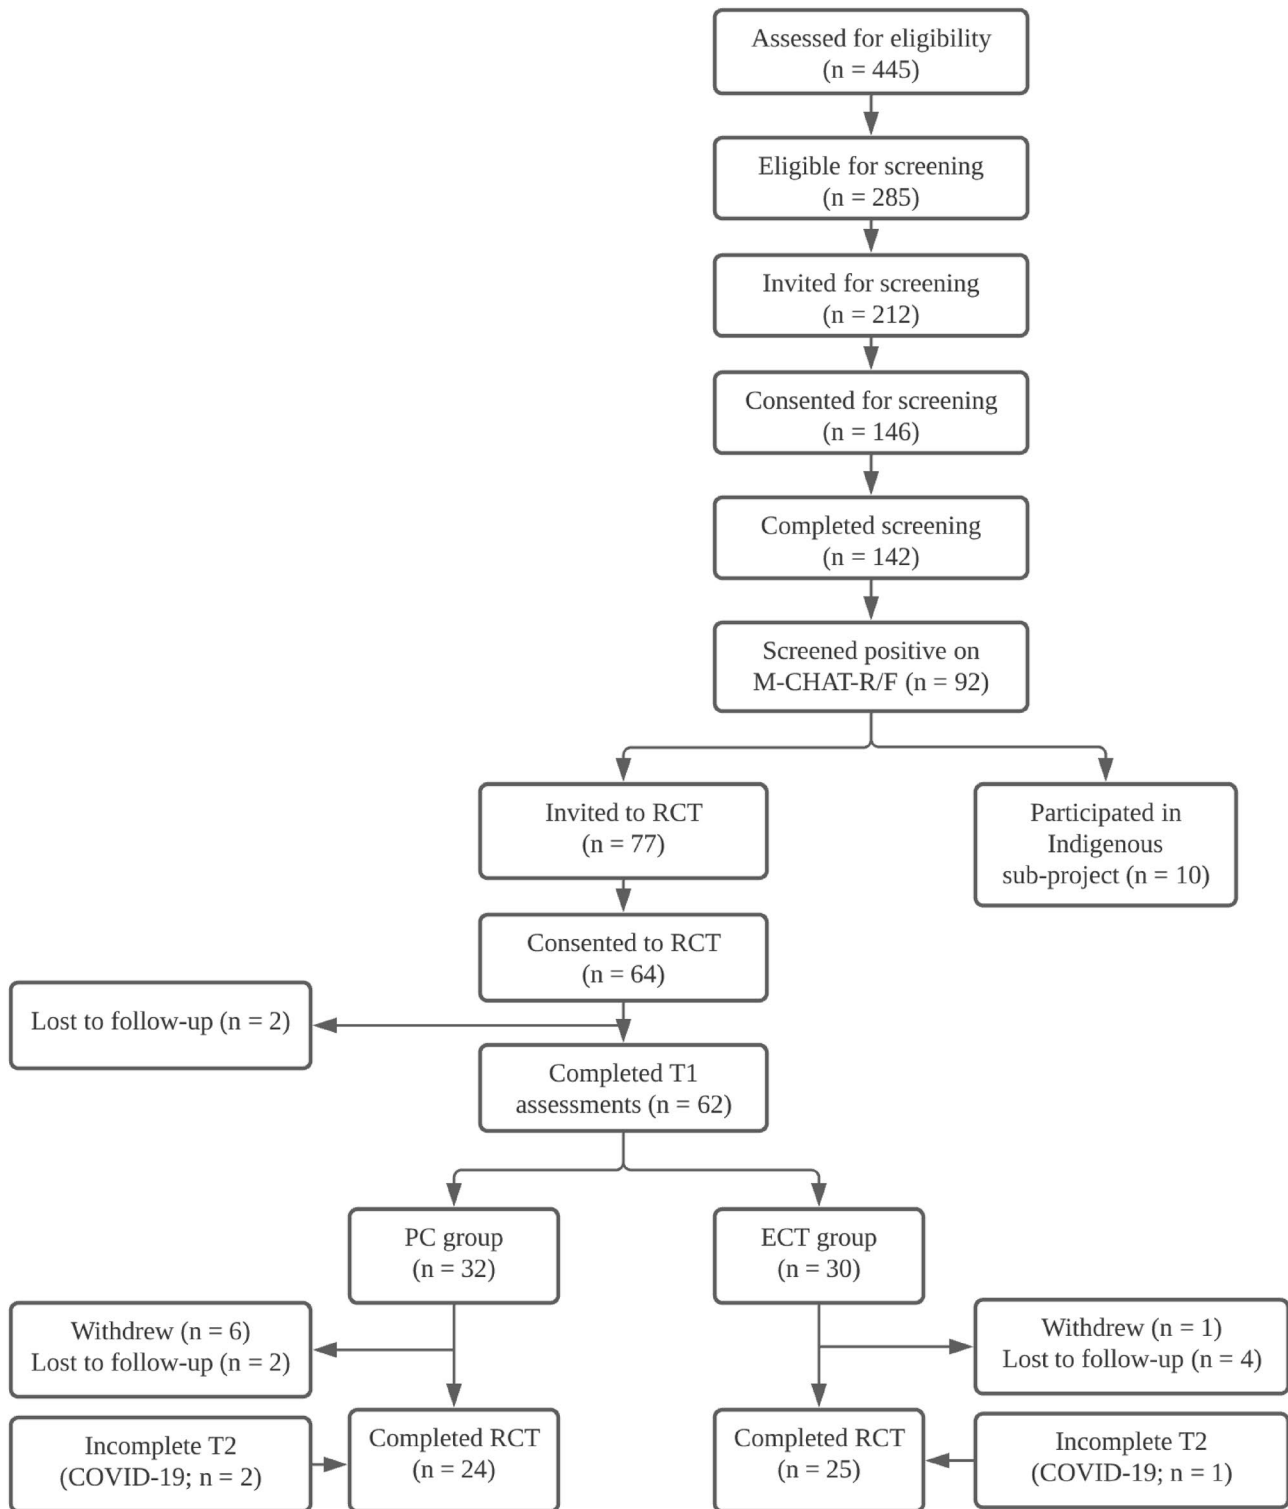 Assessed for eligibility
(n = 445)
Eligible for screening
(n = 285)
Invited for screening
(n = 212)
Consented for screening
(n = 146)
Completed screening
(n = 142)
Screened positive on
M-CHAT-R/F (n = 92)
Invited to RCT
(n = 77)
Participated in
Indigenous
sub-project (n = 10)
Consented to RCT
(n = 64)
Lost to follow-up (n = 2)
Completed T1
assessments (n = 62)
PC group
(n = 32)
ECT group
(n = 30)
Withdrew (n = 6)
Lost to follow-up (n = 2)
Withdrew (n = 1)
Lost to follow-up (n = 4)
Incomplete T2
(COVID-19; n = 2)
Completed RCT
(n = 24)
Completed RCT
(n = 25)
Incomplete T2
(COVID-19; n = 1)